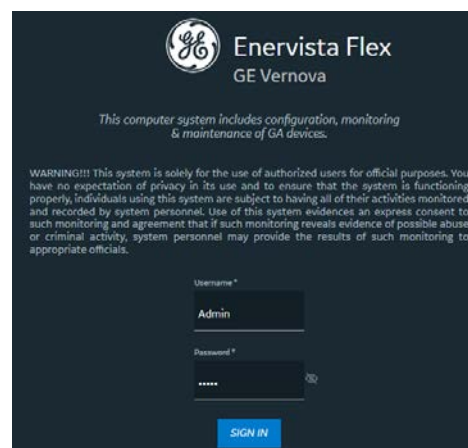 GE
Enervista Flex
GE Vernova
This computer system includes configuration, monitoring
& maintenance of GA devices.
WARNING!!! This system is solely for the use of authorized users for official purposes. You
have no expectation of privacy in its use and to ensure that the system is functioning
properly, individuals using this system are subject to having all of their activities monitored
and recorded by system personnel. Use of this system evidences an express consent to
such monitoring and agreement that if such monitoring reveals evidence of possible abuse
or criminal activity, system personnel may provide the results of such monitoring to
appropriate officials.
Username *
Admin
Password *
•••••
SIGN IN